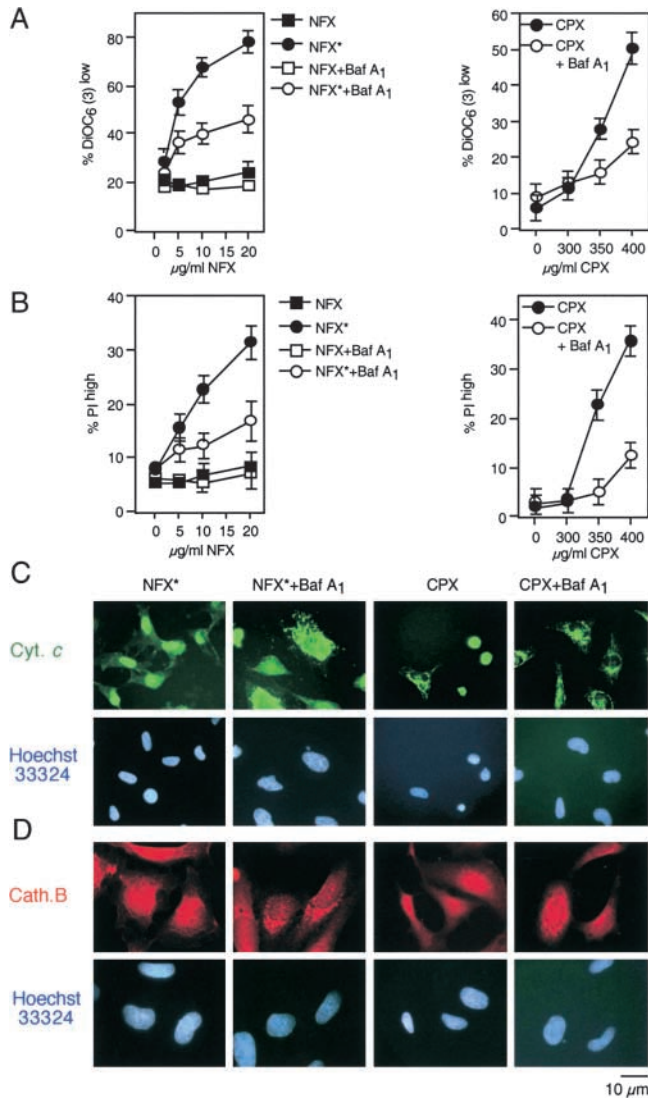 A
% DiOC6 (3) low
80
60
40
20
0
0 5 10 15 20
µg/ml NFX
NFX
NFX*
NFX+Baf A1
NFX*+Baf A1
% DiOC6 (3) low
60
50
40
30
20
10
0
0 300 350 400
µg/ml CPX
CPX
CPX
+ Baf A1
B
% PI high
40
30
20
10
0
0 5 10 15 20
µg/ml NFX
NFX
NFX*
NFX+Baf A1
NFX*+Baf A1
% PI high
40
30
20
10
0
0 300 350 400
µg/ml CPX
CPX
CPX
+ Baf A1
C
NFX* NFX*+Baf A1 CPX CPX+Baf A1
Cyt. c
Hoechst
33324
D
Cath.B
Hoechst
33324
10 µm